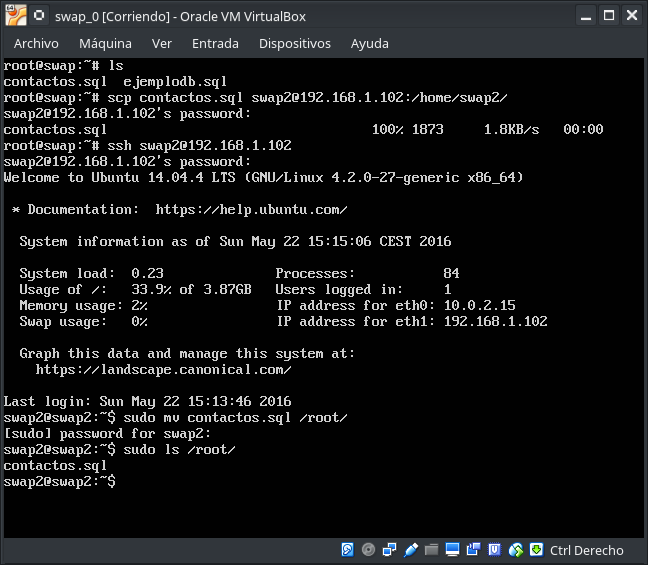 swap_0 [Corriendo] - Oracle VM VirtualBox
Archivo Máquina Ver Entrada Dispositivos Ayuda
root@swap:~# ls
contactos.sql  ejemplodb.sql
root@swap:~# scp contactos.sql swap2@192.168.1.102:/home/swap2/
swap2@192.168.1.102's password:
contactos.sql                                 100% 1873     1.8KB/s   00:00
root@swap:~# ssh swap2@192.168.1.102
swap2@192.168.1.102's password:
Welcome to Ubuntu 14.04.4 LTS (GNU/Linux 4.2.0-27-generic x86_64)
 * Documentation:  https://help.ubuntu.com/
  System information as of Sun May 22 15:15:06 CEST 2016
  System load:  0.23              Processes:           84
  Usage of /:   33.9% of 3.87GB   Users logged in:     1
  Memory usage: 2%                IP address for eth0: 10.0.2.15
  Swap usage:   0%                IP address for eth1: 192.168.1.102
  Graph this data and manage this system at:
    https://landscape.canonical.com/
Last login: Sun May 22 15:13:46 2016
swap2@swap2:~$ sudo mv contactos.sql /root/
[sudo] password for swap2:
swap2@swap2:~$ sudo ls /root/
contactos.sql
swap2@swap2:~$
Ctrl Derecho